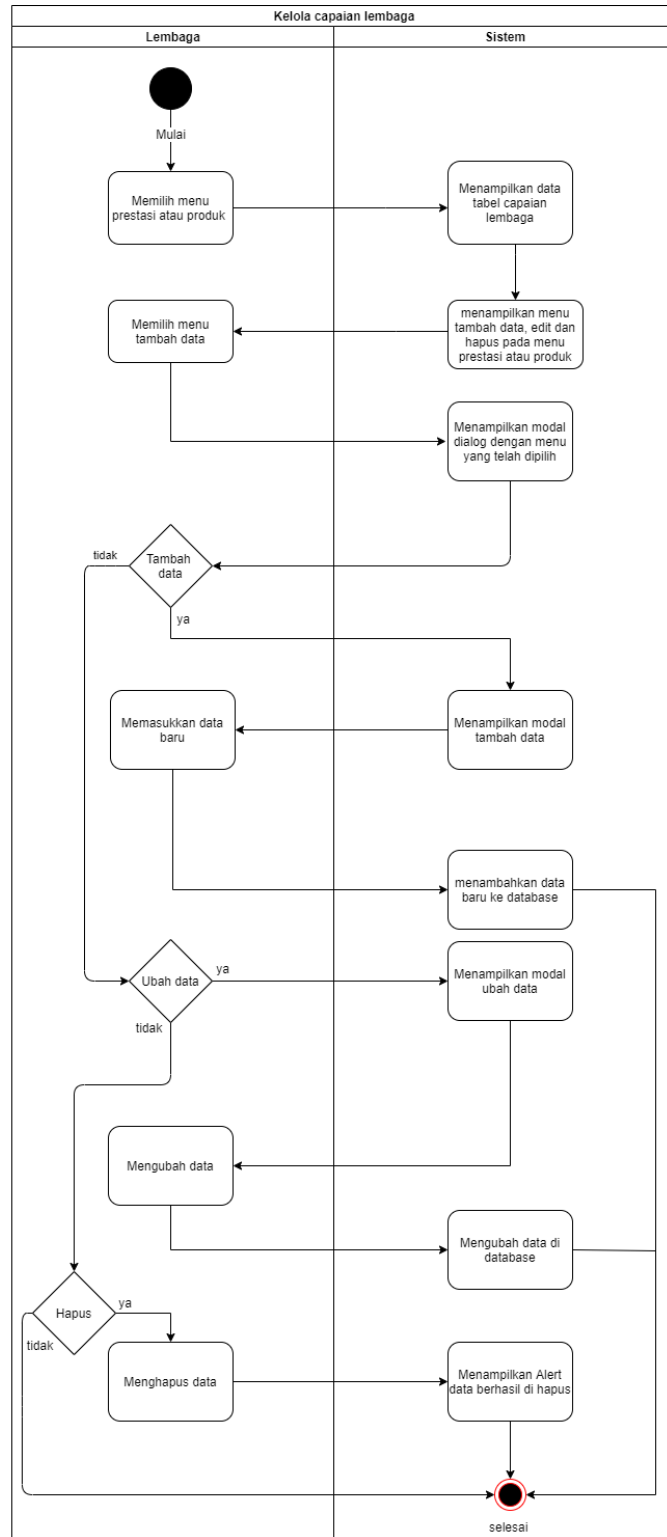 Kelola capaian lembaga
Lembaga
Sistem
Mulai
Memilih menu
prestasi atau produk
Menampilkan data
tabel capaian
lembaga
menampilkan menu
tambah data, edit dan
hapus pada menu
prestasi atau produk
Memilih menu
tambah data
Menampilkan modal
dialog dengan menu
yang telah dipilih
tidak
Tambah
data
ya
Menampilkan modal
tambah data
Memasukkan data
baru
menambahkan data
baru ke database
Ubah data
ya
tidak
Menampilkan modal
ubah data
Mengubah data
Mengubah data di
database
Hapus
ya
tidak
Menghapus data
Menampilkan Alert
data berhasil di hapus
selesai